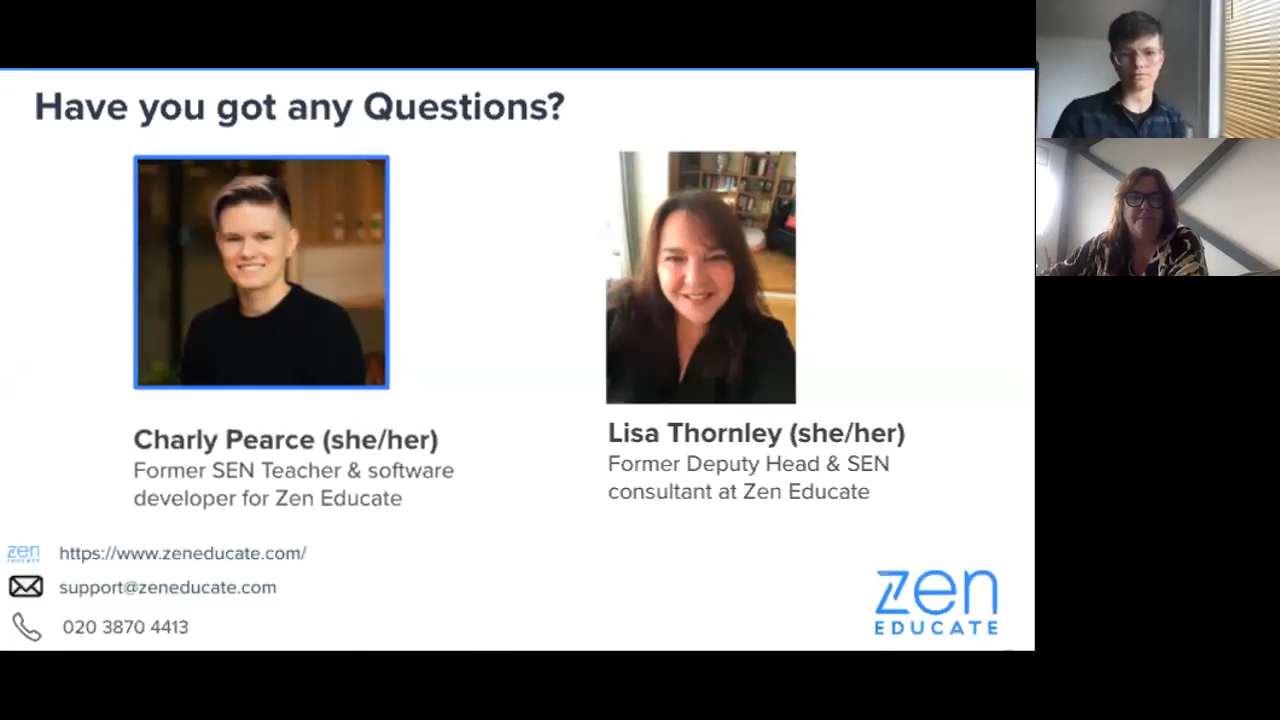 Have you got any Questions?
Charly Pearce (she/her)
Former SEN Teacher & software
developer for Zen Educate
Lisa Thornley (she/her)
Former Deputy Head & SEN
consultant at Zen Educate
zen
https://www.zeneducate.com/
support@zeneducate.com
020 3870 4413
zen
EDUCATE